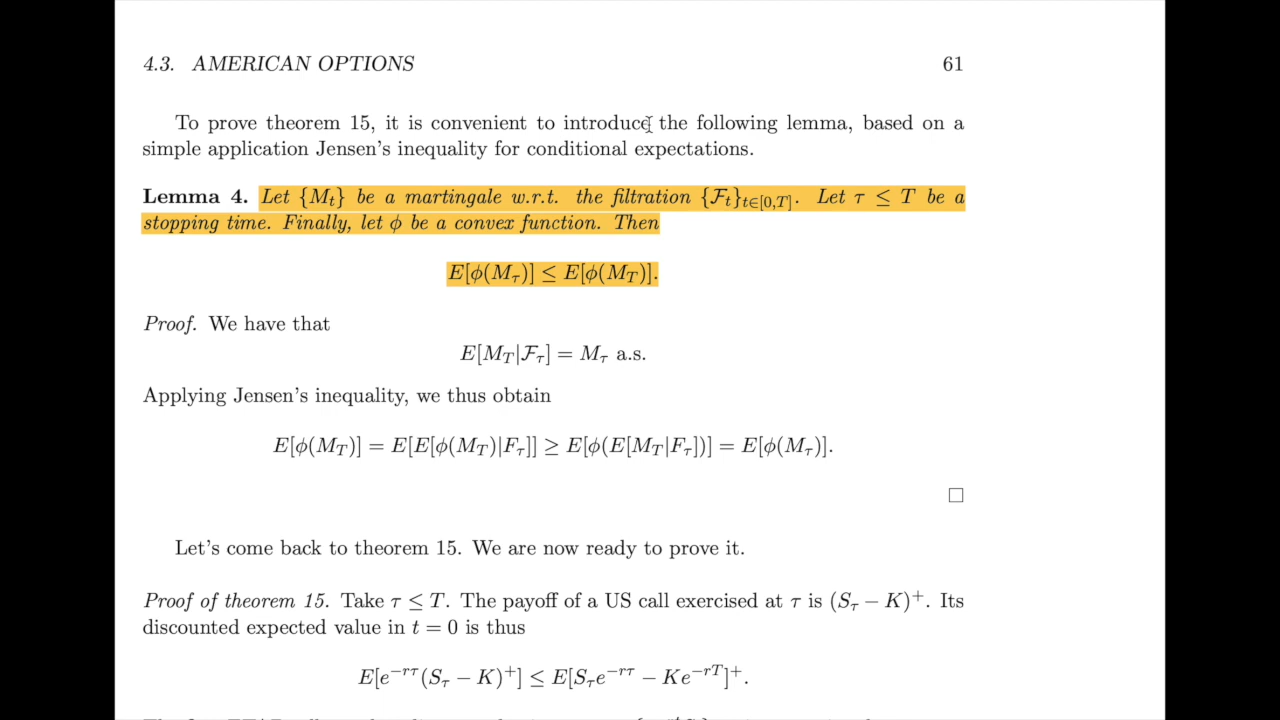 4.3. AMERICAN OPTIONS 61
To prove theorem 15, it is convenient to introduce the following lemma, based on a
simple application Jensen's inequality for conditional expectations.
Lemma 4. Let {M_t} be a martingale w.r.t. the filtration {ℱ_t}_{t∈[0,T]}. Let τ ≤ T be a
stopping time. Finally, let ϕ be a convex function. Then
E[ϕ(M_τ)] ≤ E[ϕ(M_T)].
Proof. We have that
E[M_T|ℱ_τ] = M_τ a.s.
Applying Jensen's inequality, we thus obtain
E[ϕ(M_T)] = E[E[ϕ(M_T)|F_τ]] ≥ E[ϕ(E[M_T|F_τ])] = E[ϕ(M_τ)].
□
Let's come back to theorem 15. We are now ready to prove it.
Proof of theorem 15. Take τ ≤ T. The payoff of a US call exercised at τ is (S_τ − K)^+. Its
discounted expected value in t = 0 is thus
E[e^{−rτ}(S_τ − K)^+] ≤ E[S_τe^{−rτ} − Ke^{−rT}]^+.